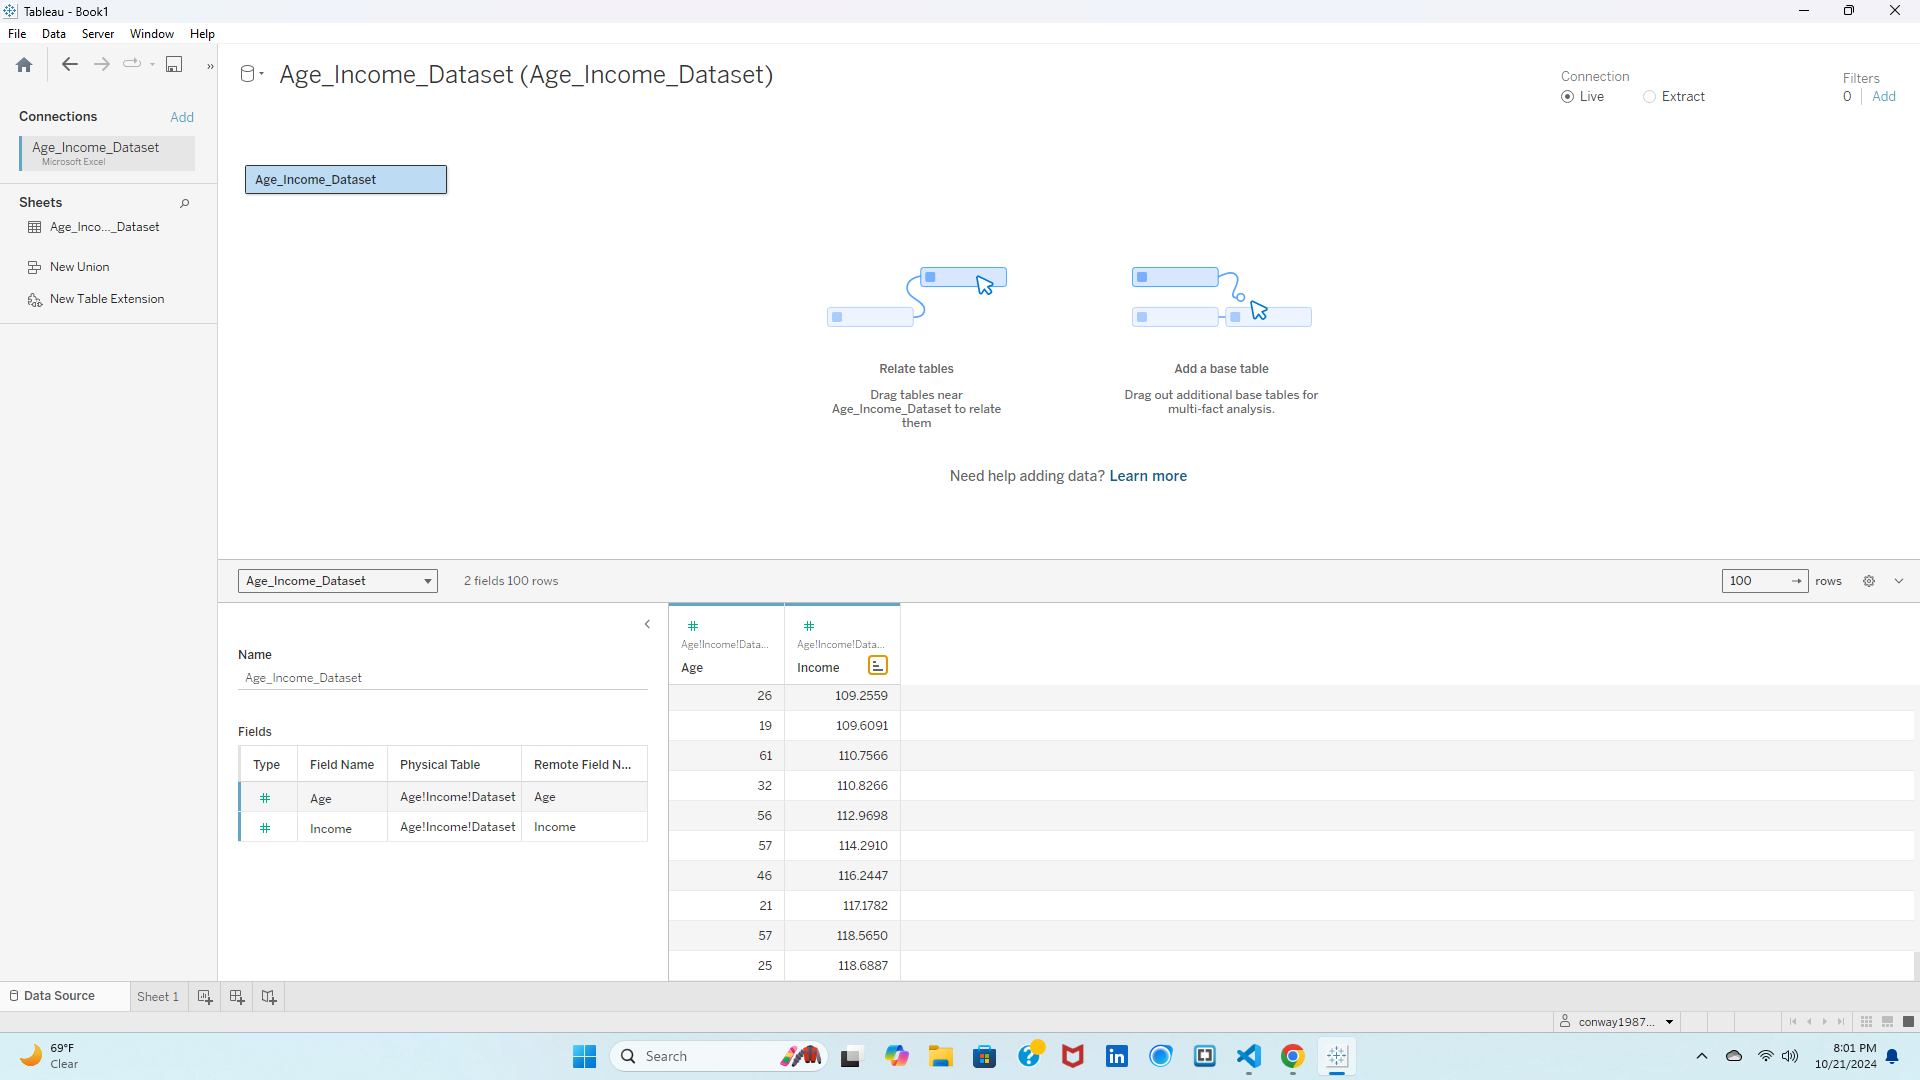 Tableau - Book1
File Data Server Window Help
Age_Income_Dataset (Age_Income_Dataset)
Connection
Live Extract
Filters
0 Add
Connections Add
Age_Income_Dataset
Microsoft Excel
Sheets
Age_Inco..._Dataset
New Union
New Table Extension
Age_Income_Dataset
Relate tables
Drag tables near
Age_Income_Dataset to relate
them
Add a base table
Drag out additional base tables for
multi-fact analysis.
Need help adding data? Learn more
Age_Income_Dataset 2 fields 100 rows 100 → rows
Name
Age_Income_Dataset
Fields
Type Field Name Physical Table Remote Field N...
# Age Age!Income!Dataset Age
# Income Age!Income!Dataset Income
# #
Age!Income!Data... Age!Income!Data...
Age Income
26 109.2559
19 109.6091
61 110.7566
32 110.8266
56 112.9698
57 114.2910
46 116.2447
21 117.1782
57 118.5650
25 118.6887
Data Source Sheet 1
conway1987...
69°F
Clear
Search
8:01 PM
10/21/2024